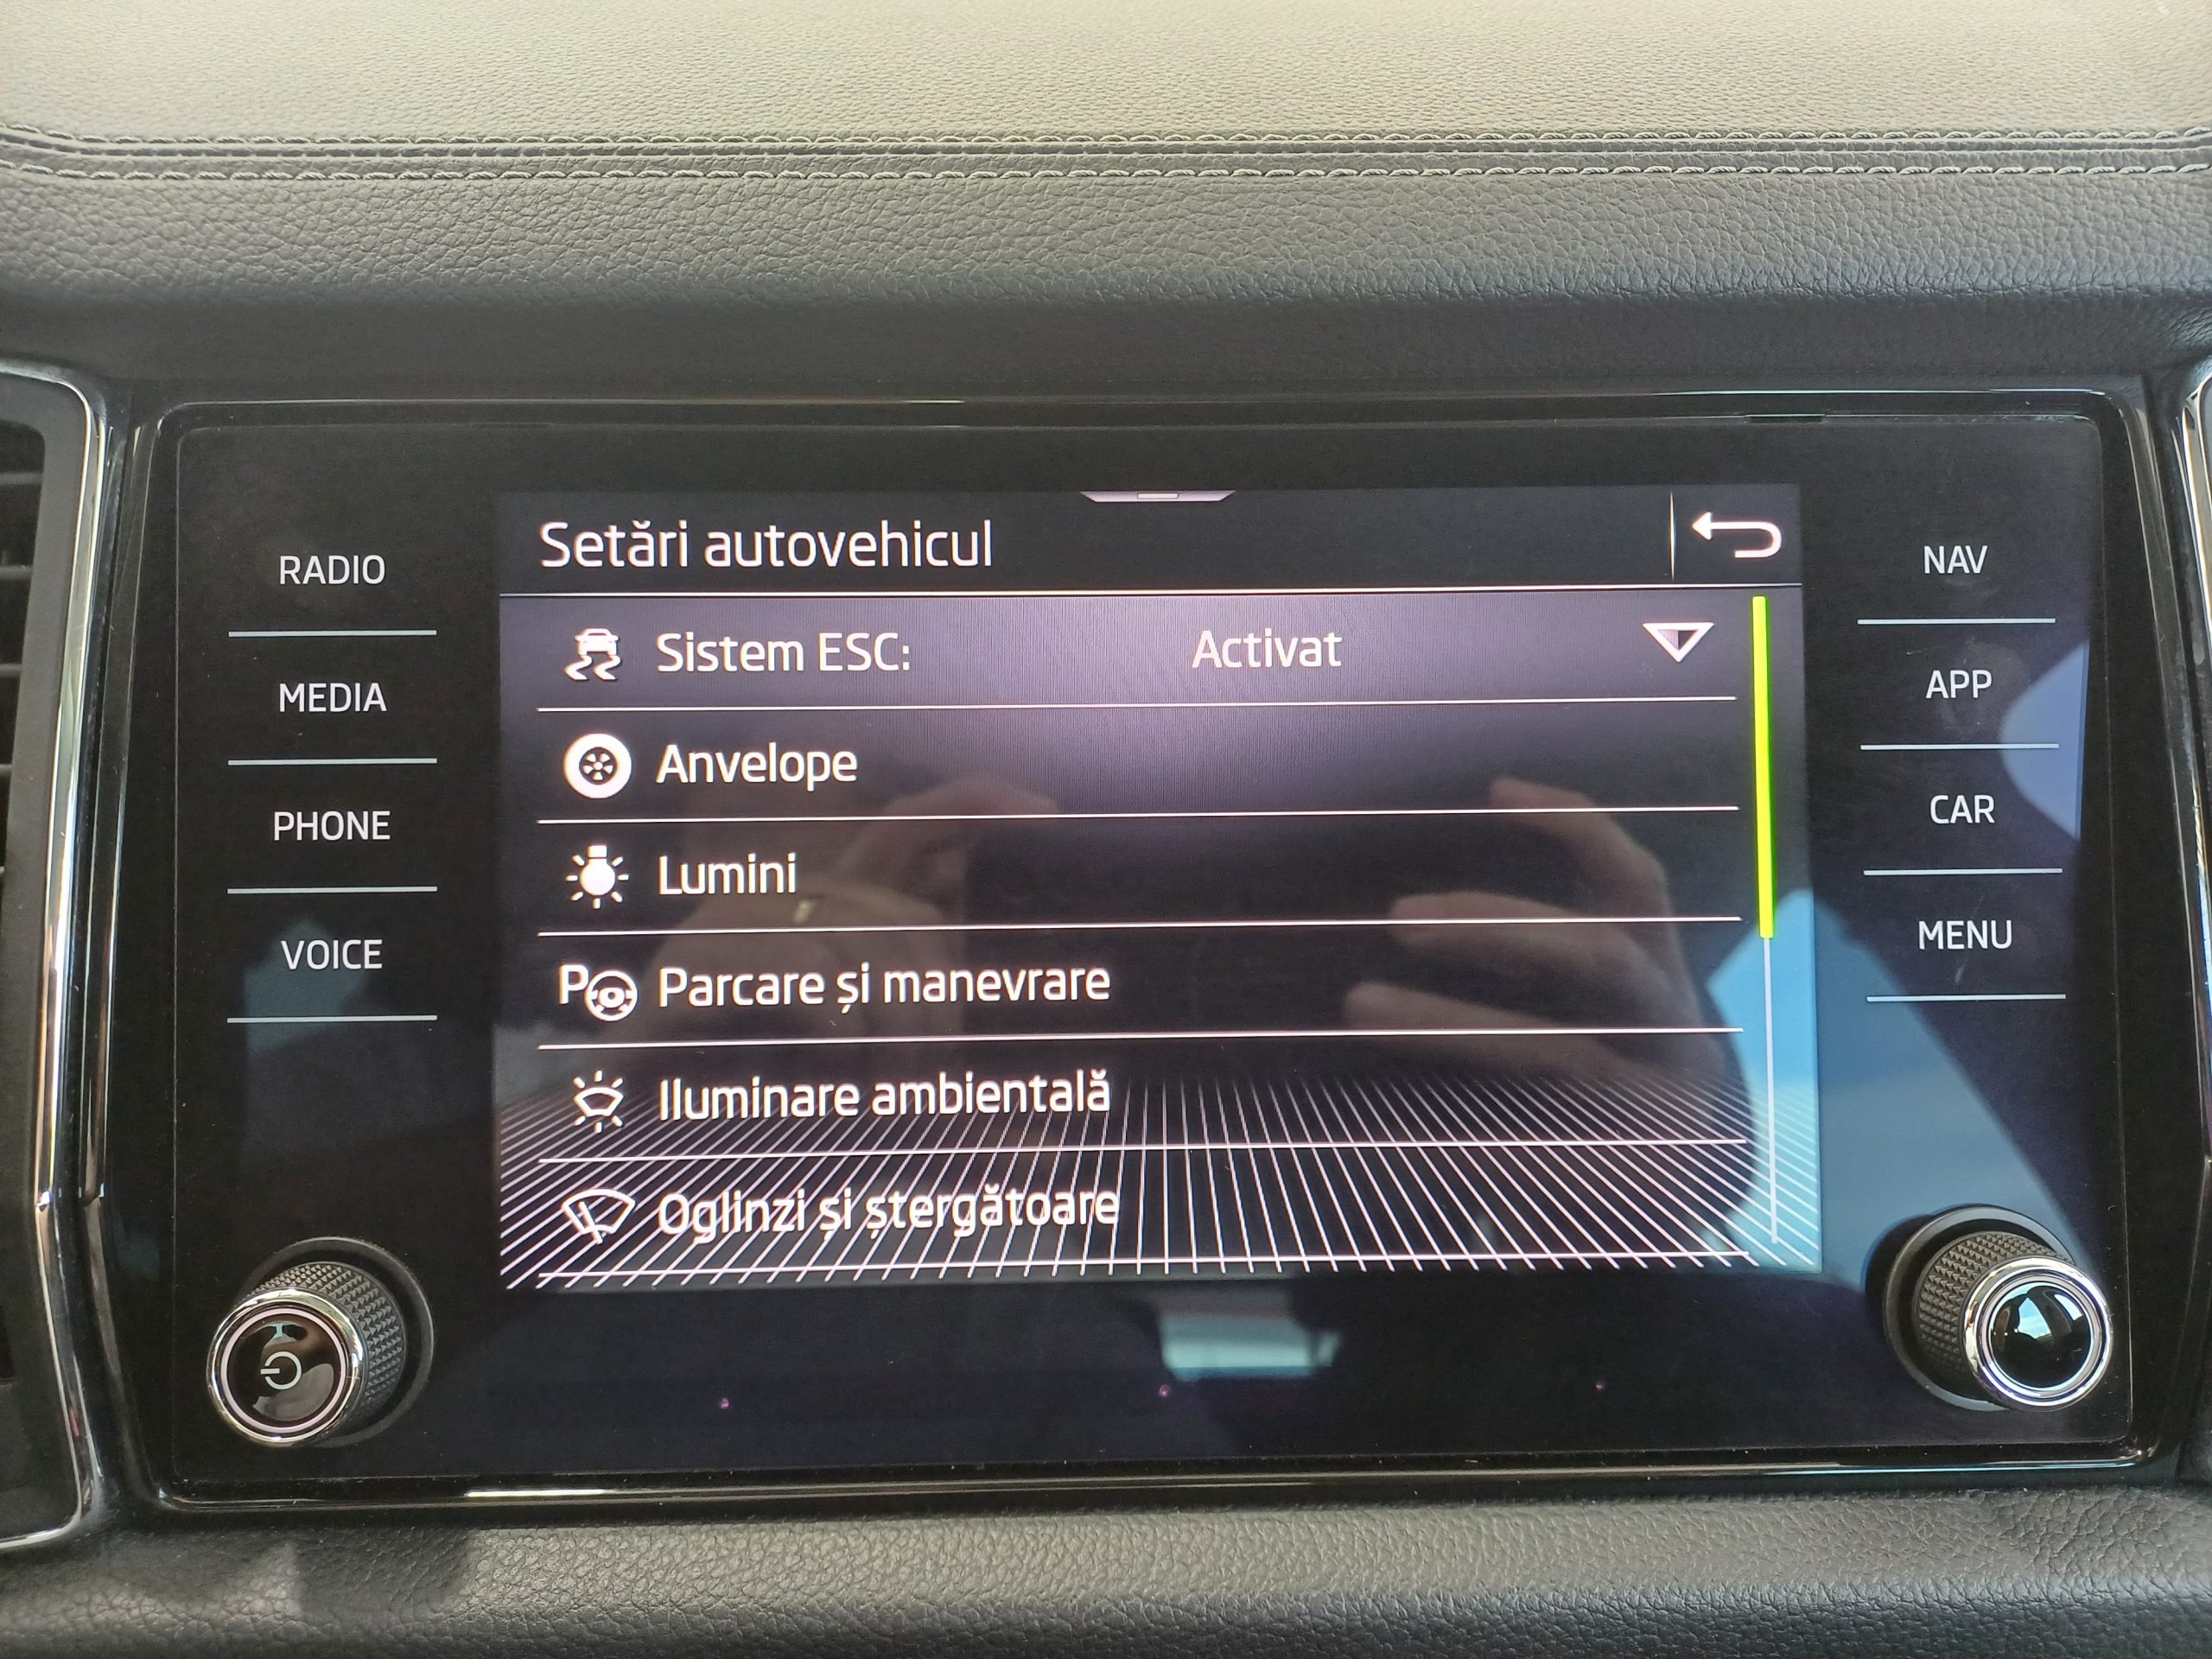 Setări autovehicul
RADIO
MEDIA
PHONE
VOICE
Sistem ESC: Activat
Anvelope
Lumini
P Parcare și manevrare
Iluminare ambientală
Oglinzi și ștergătoare
NAV
APP
CAR
MENU